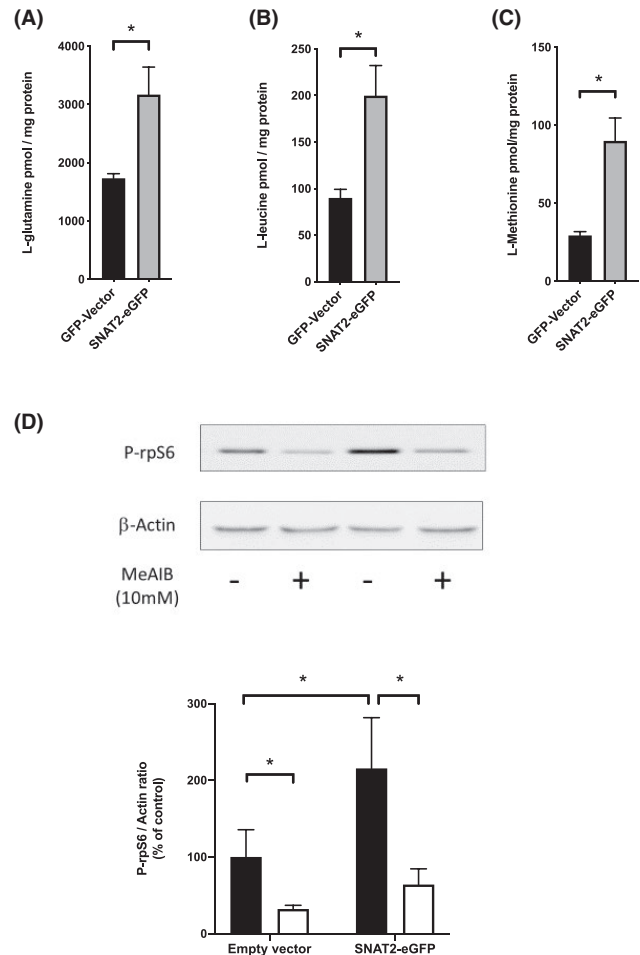 (A)
*
L-glutamine pmol / mg protein
4000
3000
2000
1000
0
GFP-Vector
SNAT2-eGFP
(B)
*
L-leucine pmol / mg protein
250
200
150
100
50
0
GFP-Vector
SNAT2-eGFP
(C)
*
L-Methionine pmol/mg protein
150
100
50
0
GFP-Vector
SNAT2-eGFP
(D)
P-rpS6
β-Actin
MeAIB - + - +
(10mM)
*
*
*
P-rpS6 / Actin ratio
(% of control)
300
200
100
0
Empty vector
SNAT2-eGFP